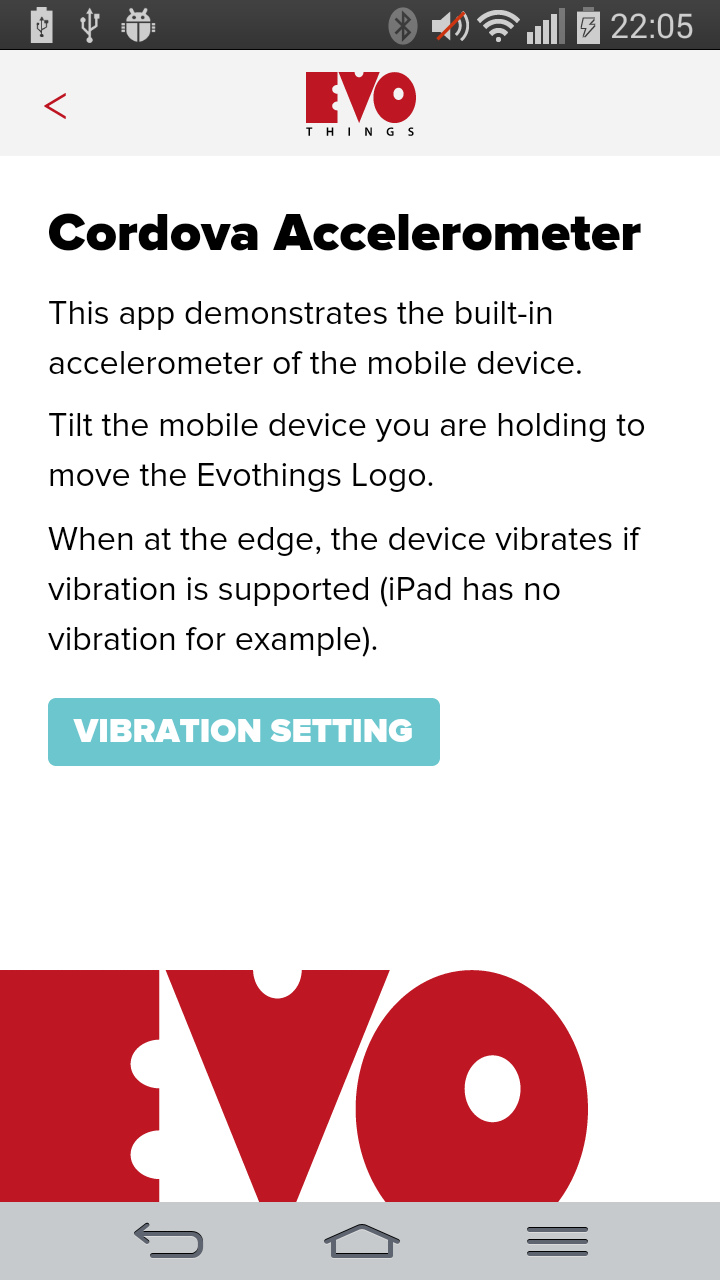 22:05
<
EVO
THINGS
Cordova Accelerometer
This app demonstrates the built-in
accelerometer of the mobile device.
Tilt the mobile device you are holding to
move the Evothings Logo.
When at the edge, the device vibrates if
vibration is supported (iPad has no
vibration for example).
VIBRATION SETTING
EVO